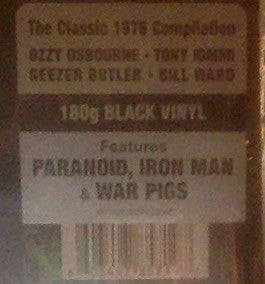 The Classic 1976 Compilation
OZZY OSBOURNE • TONY IOMMI
GEEZER BUTLER • BILL WARD
180g BLACK VINYL
Features
PARANOID, IRON MAN
& WAR PIGS